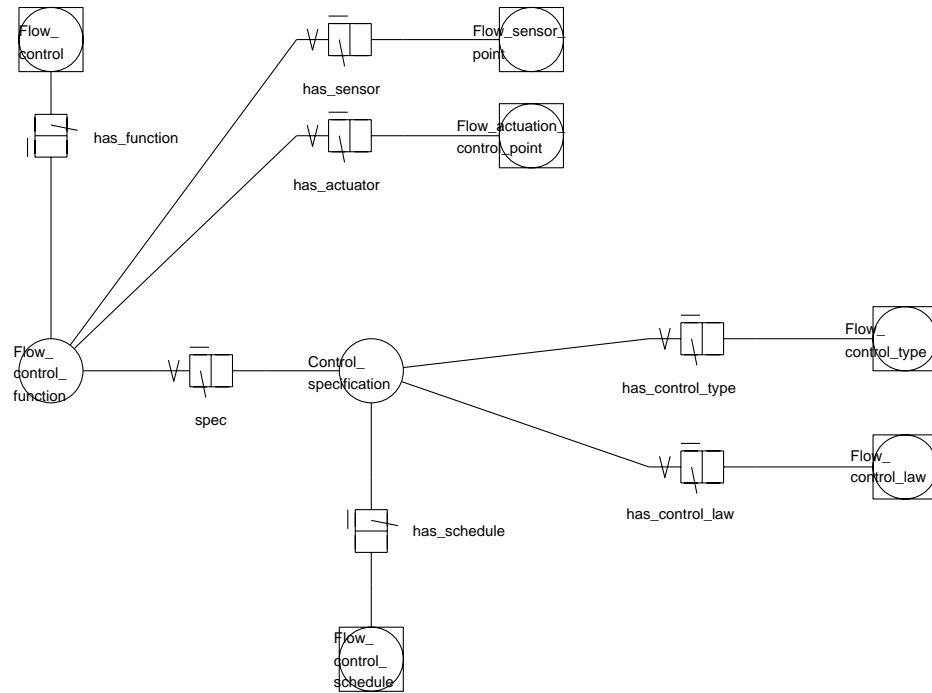 Flow_
control
has_function
has_sensor
Flow_sensor_
point
has_actuator
Flow_actuation_
control_point
Flow_
control_
function
spec
Control_
specification
has_control_type
Flow_
control_type
has_control_law
Flow_
control_law
has_schedule
Flow_
control_
schedule